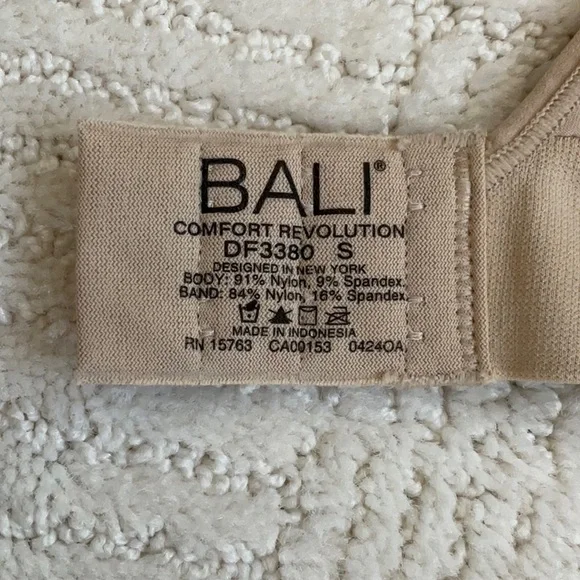 BALI®
COMFORT REVOLUTION
DF3380 S
DESIGNED IN NEW YORK
BODY: 91% Nylon, 9% Spandex.
BAND: 84% Nylon, 16% Spandex.
MADE IN INDONESIA
RN 15763 CA00153 0424OA